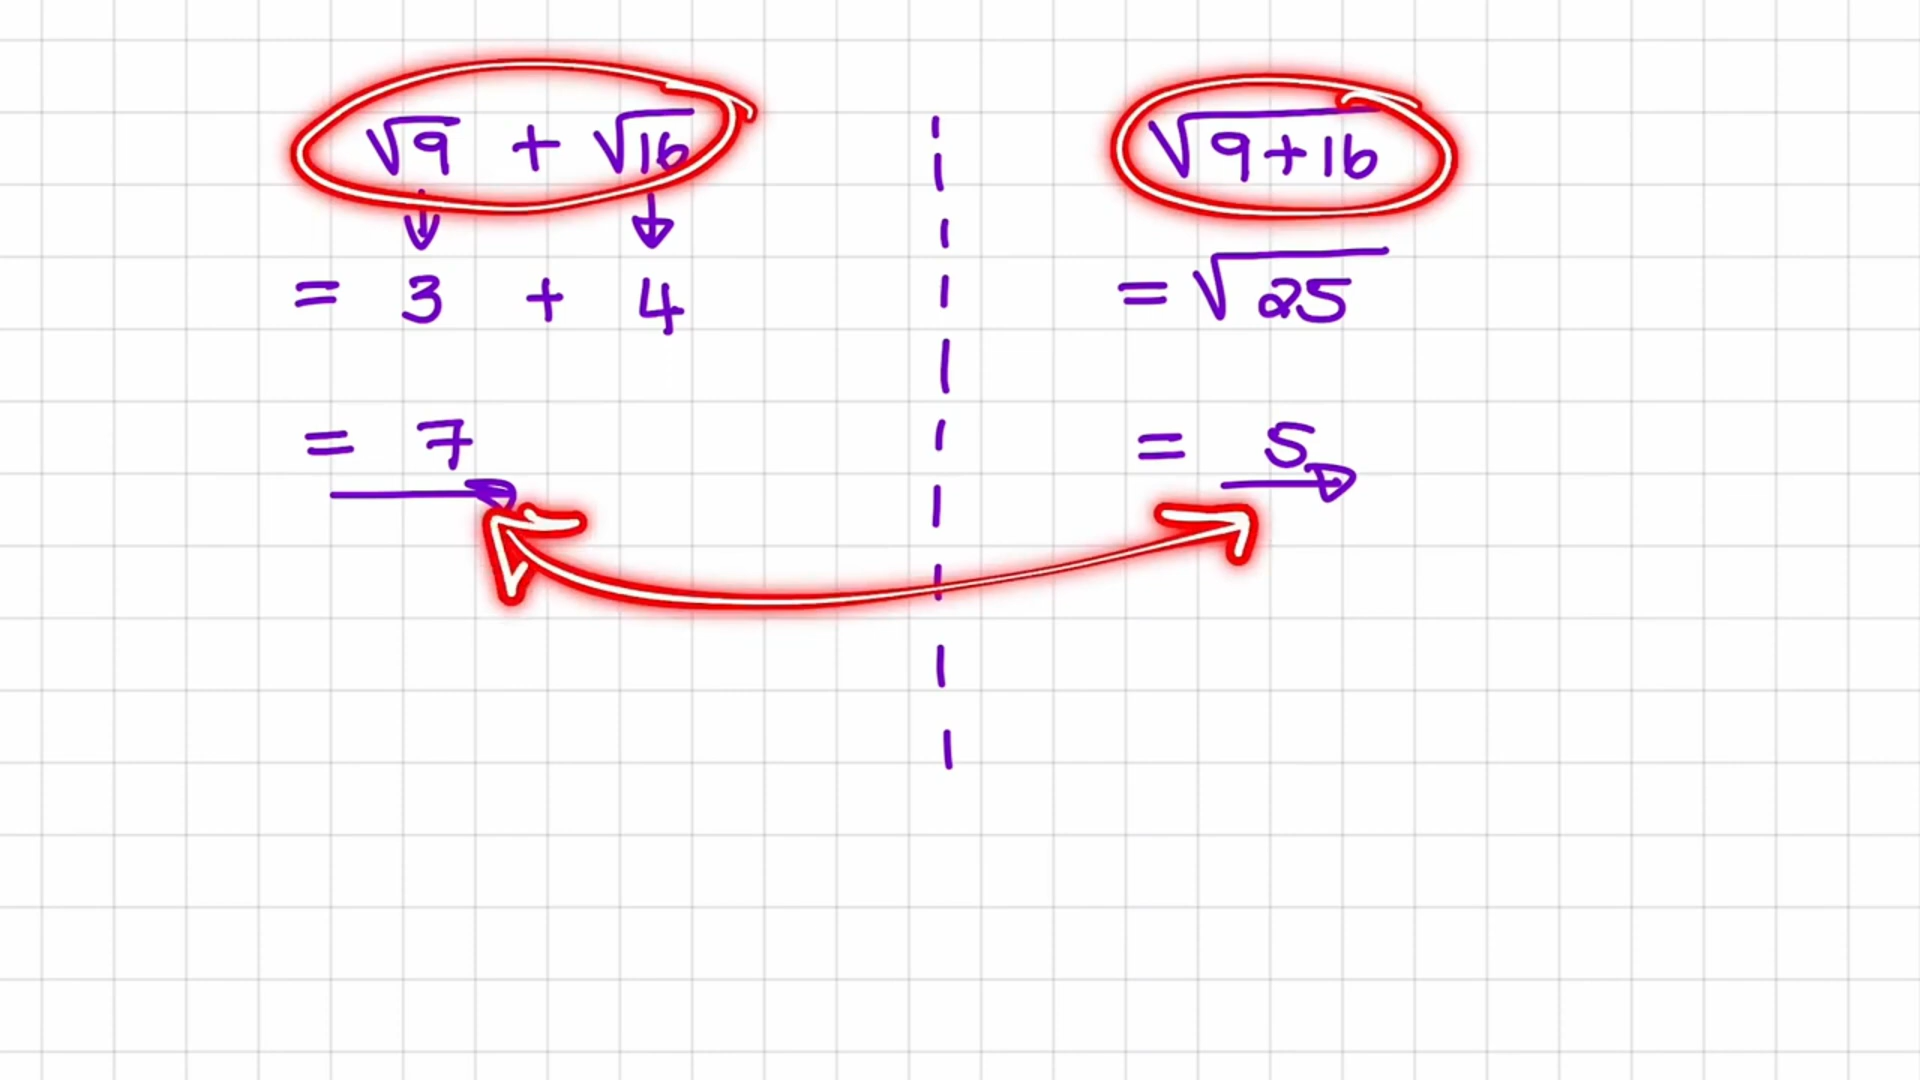 √9 + √16
= 3 + 4
= 7
√9+16
= √25
= 5